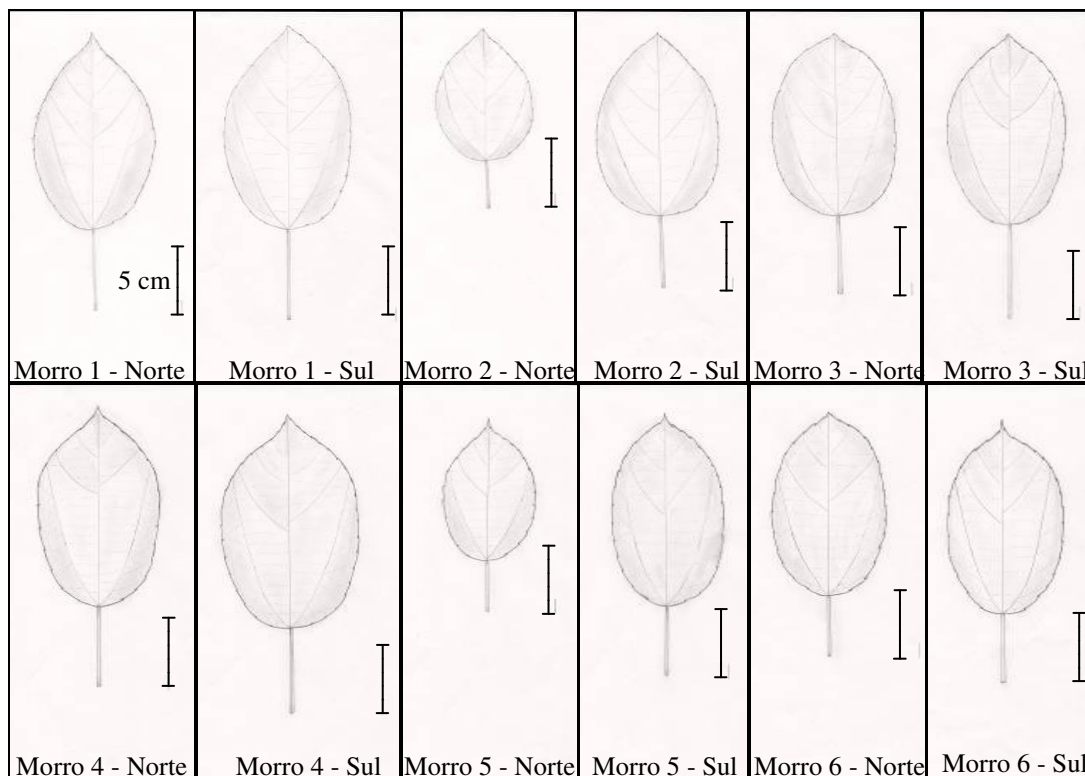 5 cm
Morro 1 - Norte
Morro 1 - Sul
Morro 2 - Norte
Morro 2 - Sul
Morro 3 - Norte
Morro 3 - Sul
Morro 4 - Norte
Morro 4 - Sul
Morro 5 - Norte
Morro 5 - Sul
Morro 6 - Norte
Morro 6 - Sul